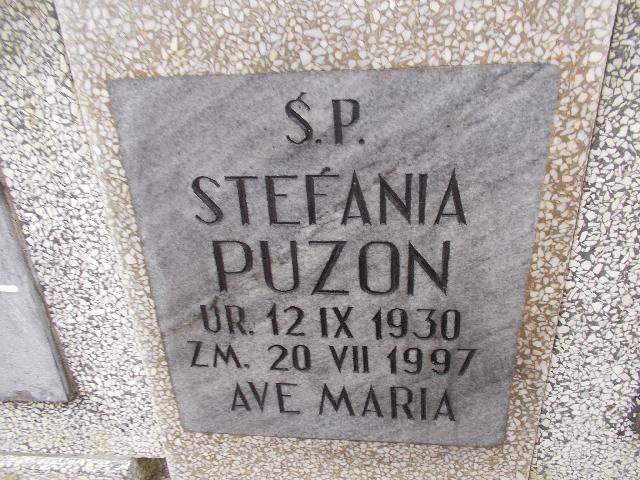 Ś.P.
STEFANIA
PUZON
UR. 12 IX 1930
ZM. 20 VII 1997
AVE MARIA